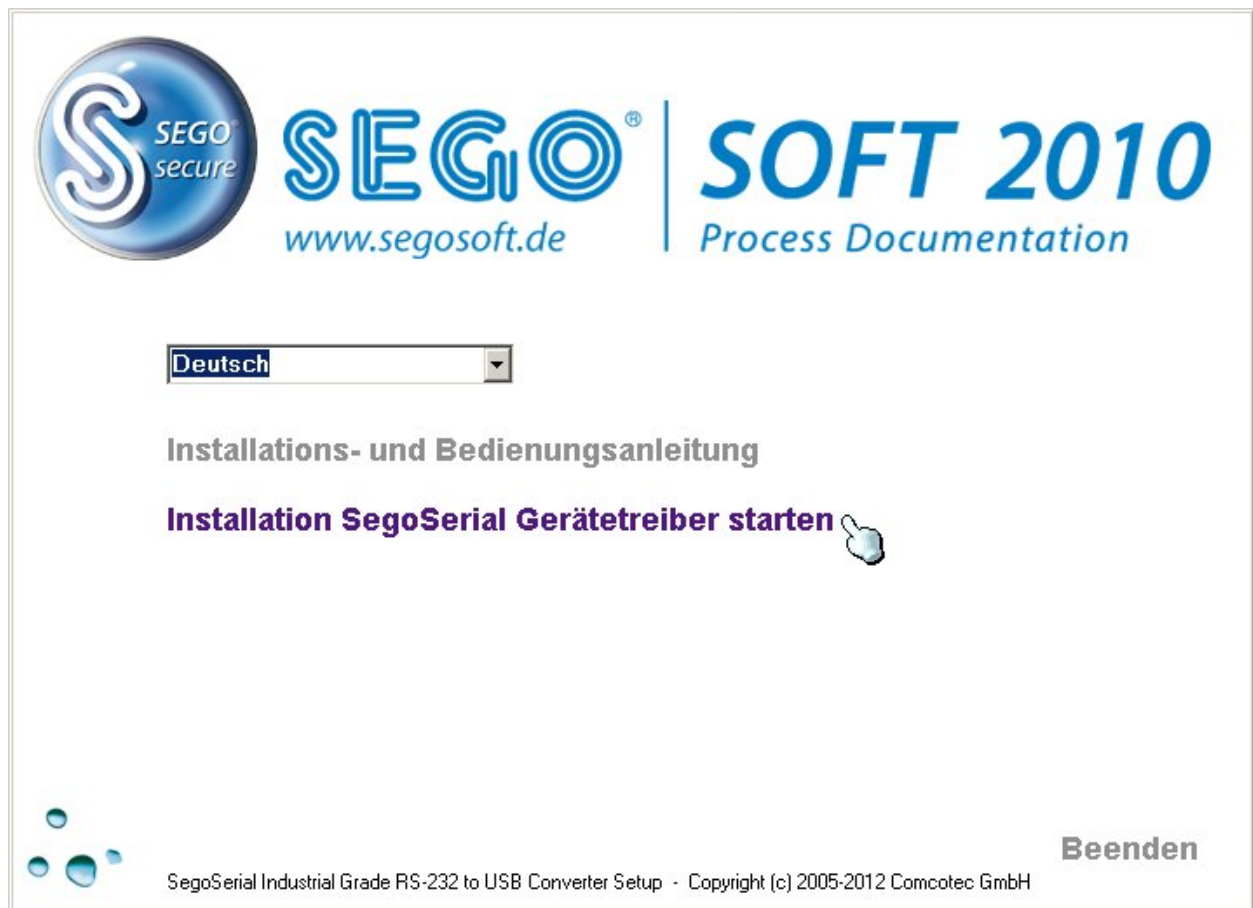 SEGO
secure
SEGO® SOFT 2010
www.segosoft.de Process Documentation
Deutsch
Installations- und Bedienungsanleitung
Installation SegoSerial Gerätetreiber starten
Beenden
SegoSerial Industrial Grade RS-232 to USB Converter Setup - Copyright (c) 2005-2012 Comcotec GmbH